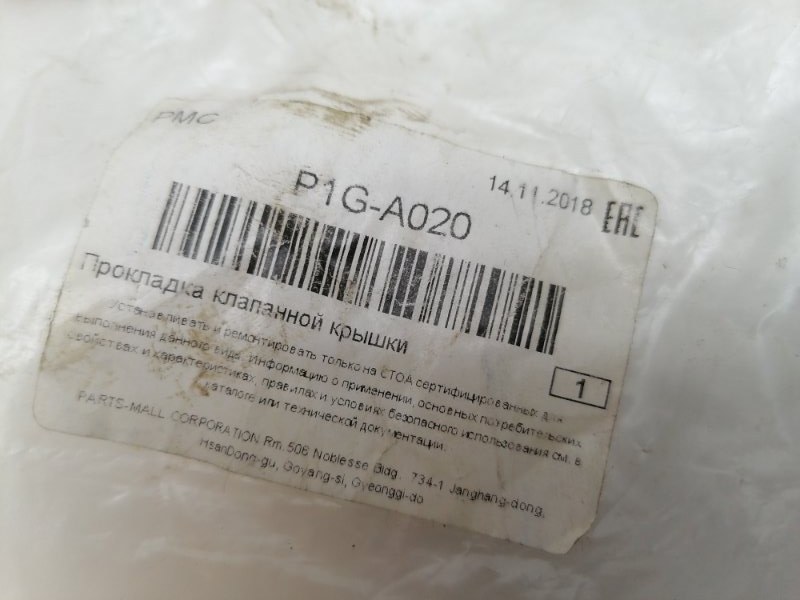 PMC
14.11.2018 EAC
P1G-A020
Прокладка клапанной крышки
Устанавливать и ремонтировать только на СТОА сертифицированных для
выполнения данного вида. Информацию о применении, основных потребительских
свойствах и характеристиках, правилах и условиях безопасного использования см. в
каталоге или технической документации.
1
PARTS-MALL CORPORATION Rm.506 Noblesse Bldg., 734-1 Janghang-dong,
IlsanDong-gu, Goyang-si, Gyeonggi-do